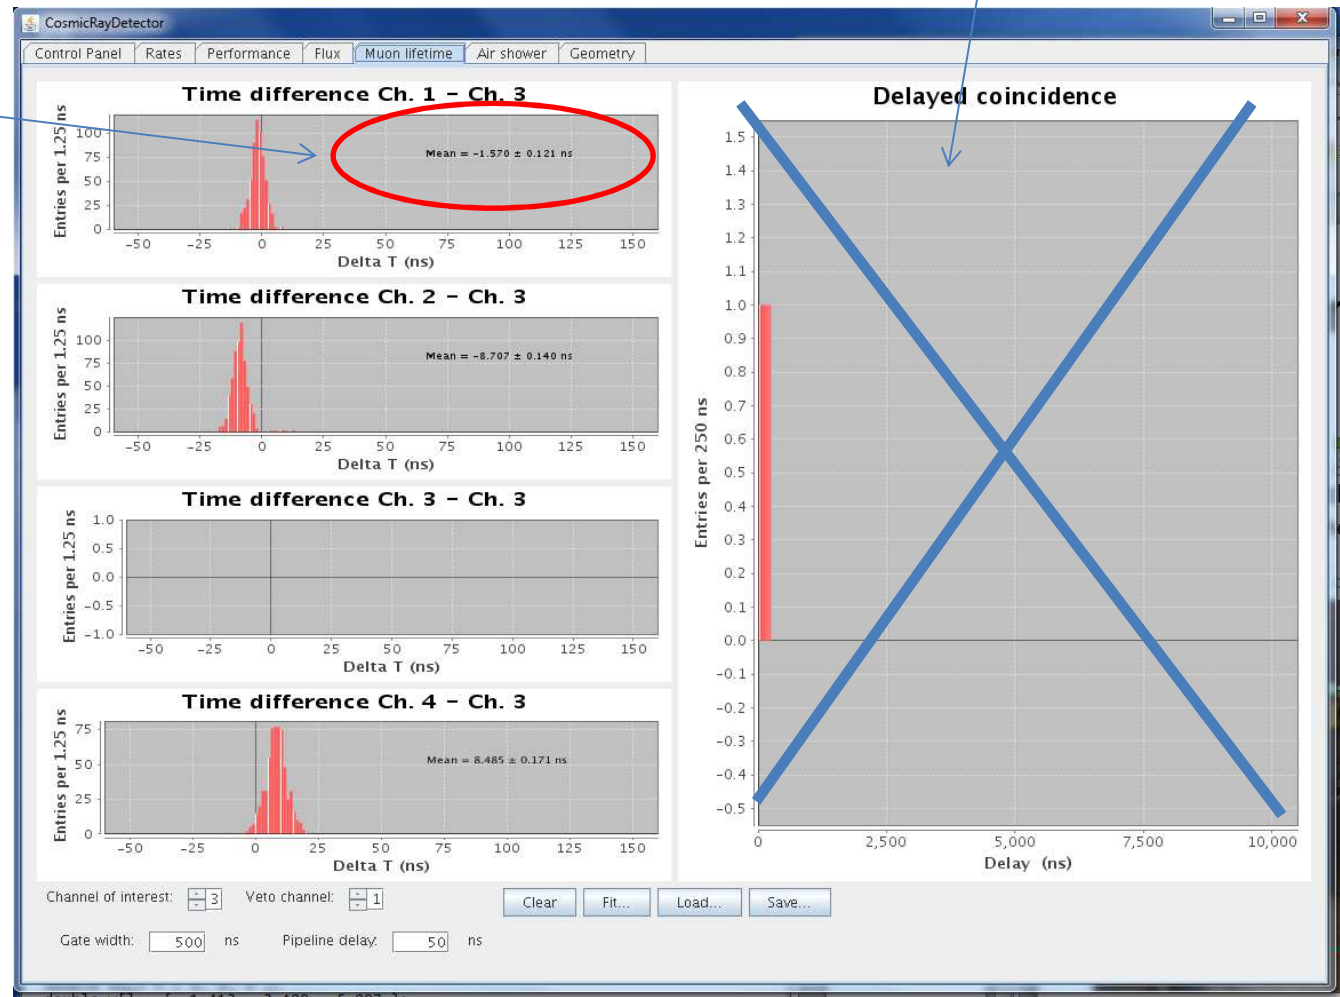 CosmicRayDetector
Control Panel Rates Performance Flux Muon lifetime Air shower Geometry
Time difference Ch. 1 – Ch. 3
Entries per 1.25 ns
100
75
50
25
0
Mean = -1.570 ± 0.121 ns
-50 -25 0 25 50 75 100 125 150
Delta T (ns)
Time difference Ch. 2 – Ch. 3
Entries per 1.25 ns
100
75
50
25
0
Mean = -8.707 ± 0.140 ns
-50 -25 0 25 50 75 100 125 150
Delta T (ns)
Time difference Ch. 3 – Ch. 3
Entries per 1.25 ns
1.0
0.5
0.0
-0.5
-1.0
-50 -25 0 25 50 75 100 125 150
Delta T (ns)
Time difference Ch. 4 – Ch. 3
Entries per 1.25 ns
75
50
25
0
Mean = 8.485 ± 0.171 ns
-50 -25 0 25 50 75 100 125 150
Delta T (ns)
Delayed coincidence
Entries per 250 ns
1.5
1.4
1.3
1.2
1.1
1.0
0.9
0.8
0.7
0.6
0.5
0.4
0.3
0.2
0.1
0.0
-0.1
-0.2
-0.3
-0.4
-0.5
0 2,500 5,000 7,500 10,000
Delay (ns)
Channel of interest: 3 Veto channel: 1 Clear Fit... Load... Save...
Gate width: 500 ns Pipeline delay: 50 ns